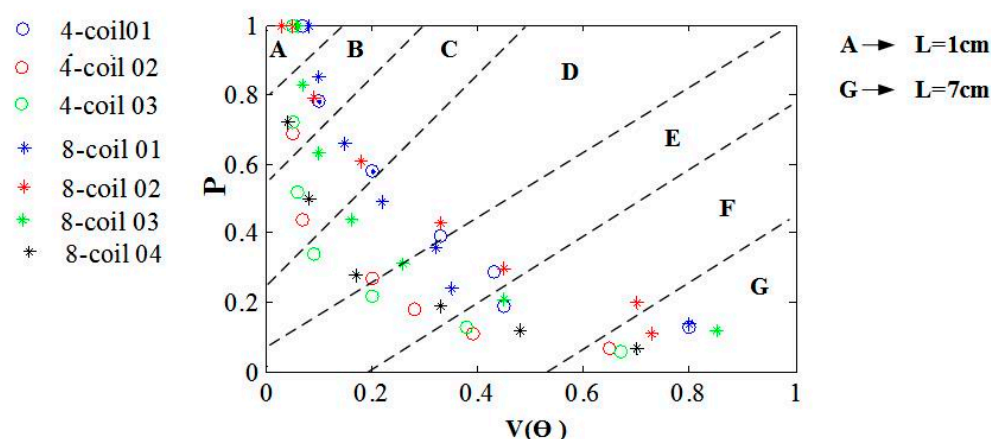 4-coil01
4-coil 02
4-coil 03
8-coil 01
8-coil 02
8-coil 03
8-coil 04
P
1
0.8
0.6
0.4
0.2
0
A
B
C
D
E
F
G
0
0.2
0.4
0.6
0.8
1
V(Θ )
A → L=1cm
G → L=7cm